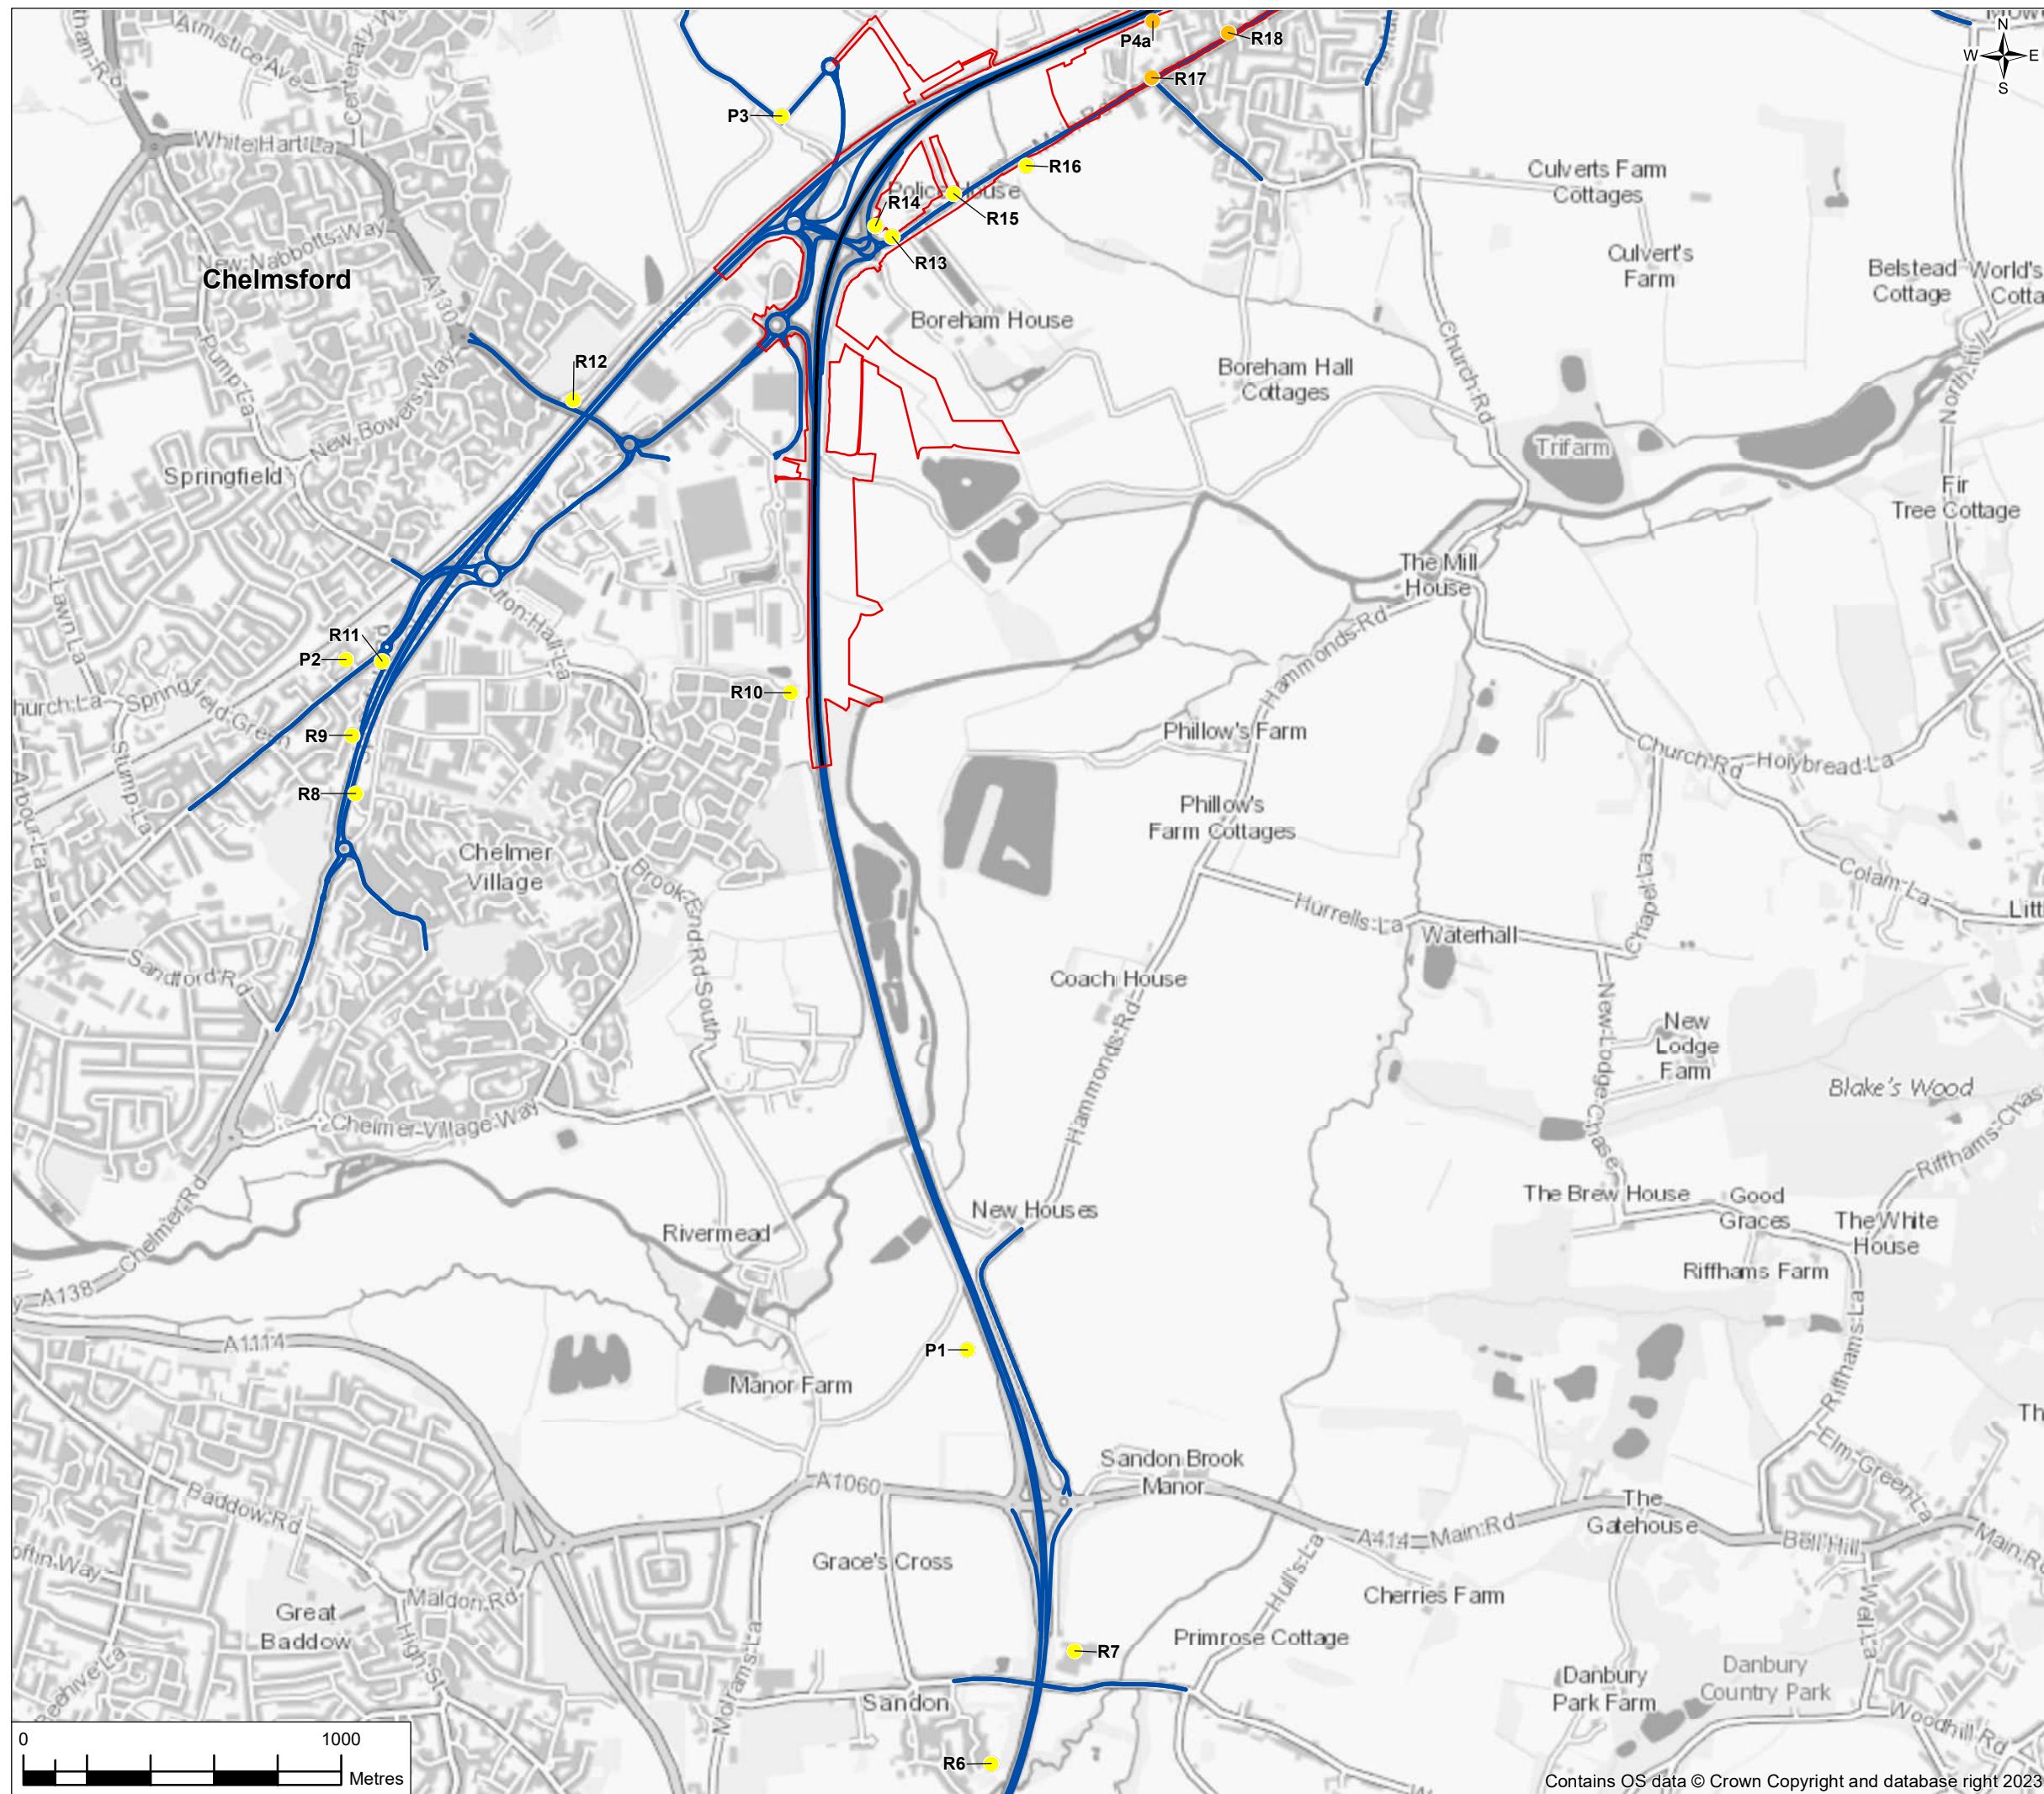 Armistice Ave
Centenary Way
White Hart La
New Nabbotts Way
Chelmsford
A130
Pump La
New Bowers Way
Springfield
Lawn La
P3
P4a
R18
R17
Main Rd
R16
Police House
R14
R15
R13
Boreham House
R12
N
W
E
S
Culverts Farm
Cottages
Culvert's
Farm
Belstead
Cottage
World's
Church Rd
Boreham Hall
Cottages
Trifarm
Fir
Tree Cottage
The Mill
House
Hammonds Rd
R11
P2
R10
R9
R8
Springfield Green
Stump La
Arbour La
Chelmer
Village
Brook End Rd South
Phillow's Farm
Phillow's
Farm Cottages
Church Rd
Holybread La
Colam La
Chapel La
Hurrells La
Waterhall
Coach House
Sandford Rd
New Lodge Chase
New
Lodge
Farm
Blake's Wood
Riffhams Chas
Hammonds Rd
Chelmer Village Way
New Houses
The Brew House
Good
Graces
The White
House
Riffhams Farm
Riffhams La
Rivermead
Chelmer Rd
A138
A1114
P1
Manor Farm
Sandon Brook
Manor
A1060
Elm Green La
The
Gatehouse
A414
Main Rd
Bell Hill
Main Rd
Baddow Rd
Grace's Cross
Hull's La
Cherries Farm
Well La
Great
Baddow
Maldon Rd
High St
Beehive La
Molrams La
R7
Primrose Cottage
Danbury
Park Farm
Danbury
Country Park
Woodhill Rd
Sandon
R6
0
1000
Metres
Contains OS data © Crown Copyright and database right 2023